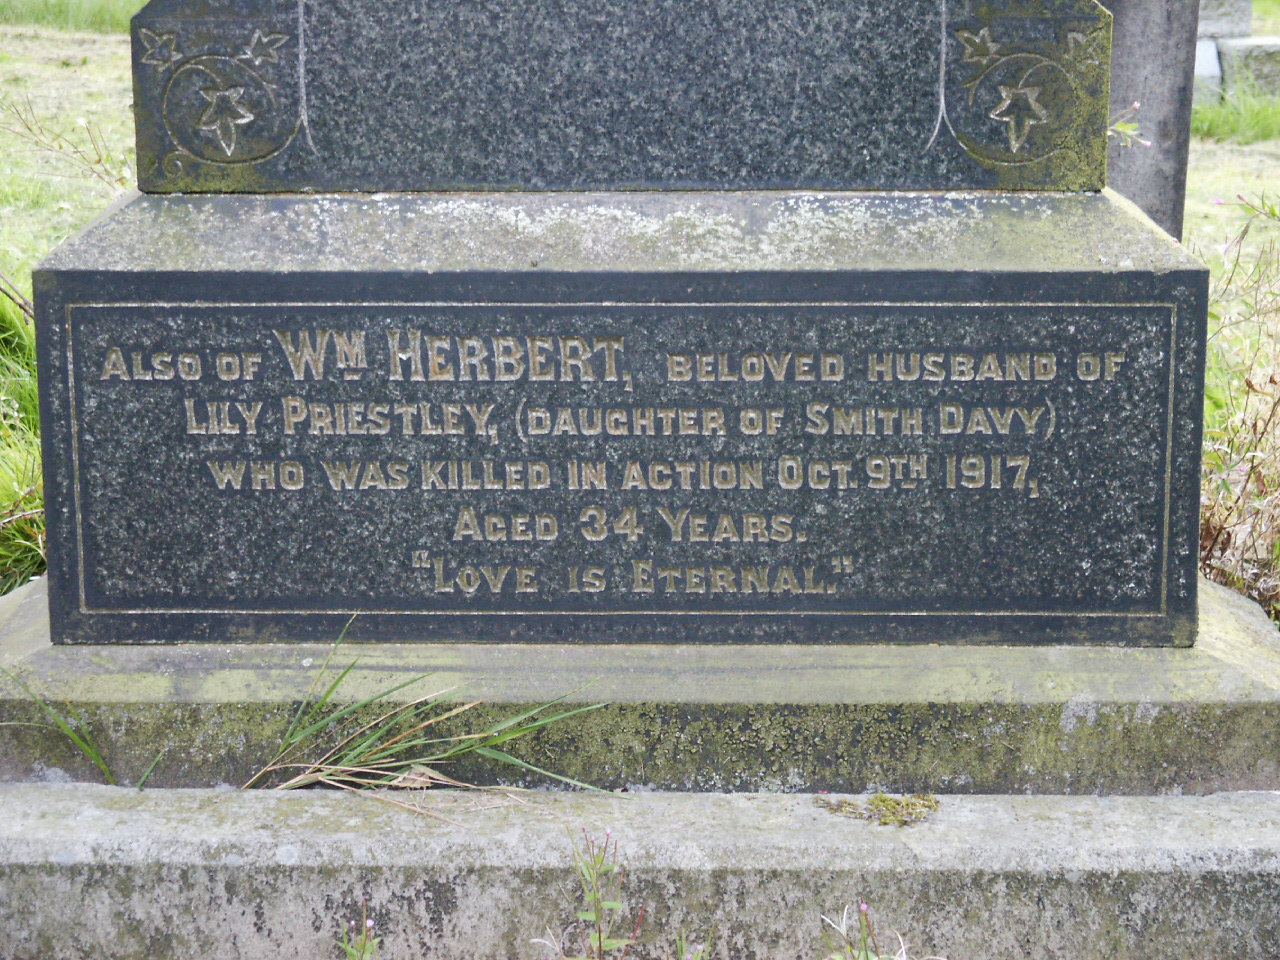 ALSO OF WM HERBERT, BELOVED HUSBAND OF
LILY PRIESTLEY, (DAUGHTER OF SMITH DAVY)
WHO WAS KILLED IN ACTION OCT. 9TH 1917,
AGED 34 YEARS.
"LOVE IS ETERNAL."